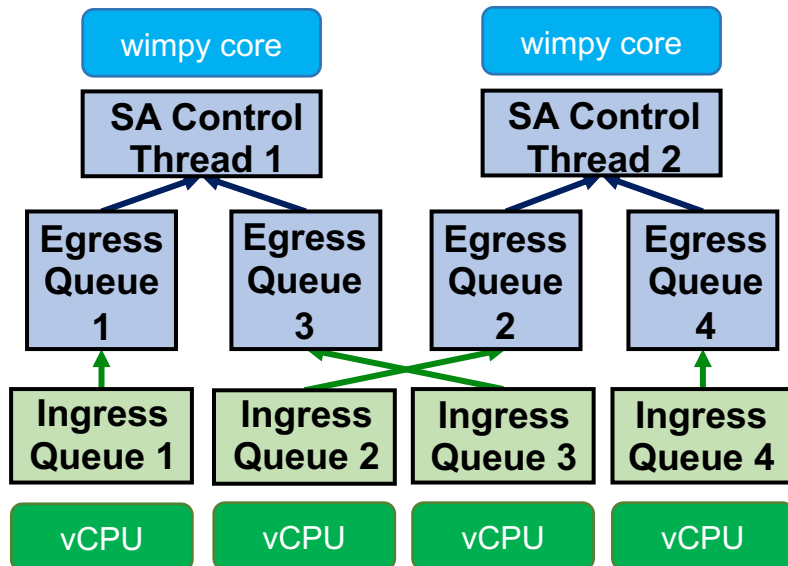 wimpy core
wimpy core
SA Control
Thread 1
SA Control
Thread 2
Egress
Queue
1
Egress
Queue
3
Egress
Queue
2
Egress
Queue
4
Ingress
Queue 1
Ingress
Queue 2
Ingress
Queue 3
Ingress
Queue 4
vCPU
vCPU
vCPU
vCPU